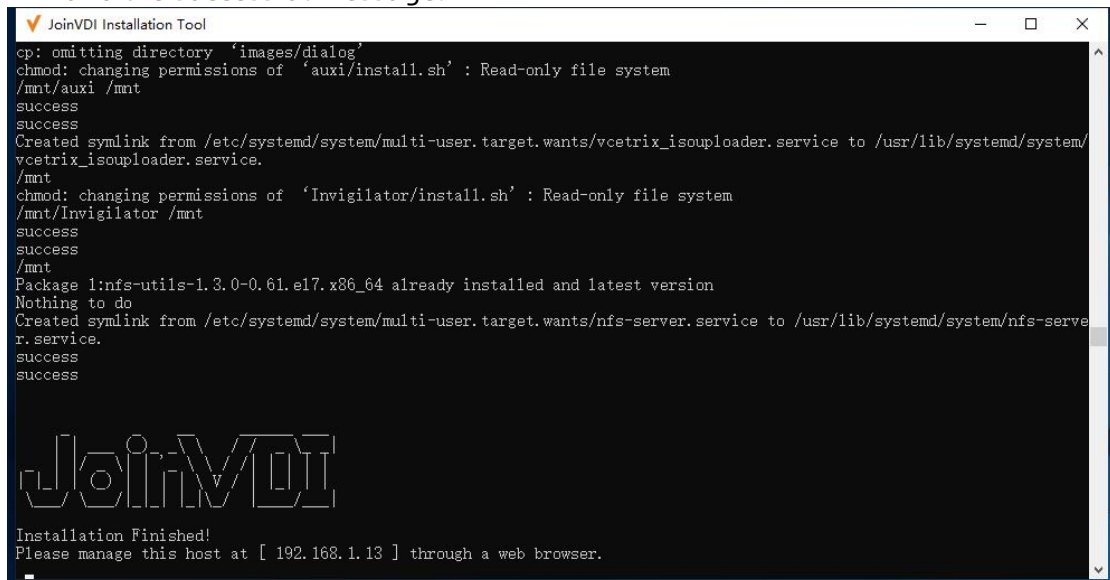 JoinVDI Installation Tool
cp: omitting directory ‘images/dialog’
chmod: changing permissions of ‘auxi/install.sh’: Read-only file system
/mnt/auxi /mnt
success
success
Created symlink from /etc/systemd/system/multi-user.target.wants/vcetrix_isouploader.service to /usr/lib/systemd/system/
vcetrix_isouploader.service.
/mnt
chmod: changing permissions of ‘Invigilator/install.sh’: Read-only file system
/mnt/Invigilator /mnt
success
success
/mnt
Package 1:nfs-utils-1.3.0-0.61.el7.x86_64 already installed and latest version
Nothing to do
Created symlink from /etc/systemd/system/multi-user.target.wants/nfs-server.service to /usr/lib/systemd/system/nfs-serve
r.service.
success
success
JoinVDI
Installation Finished!
Please manage this host at [ 192.168.1.13 ] through a web browser.